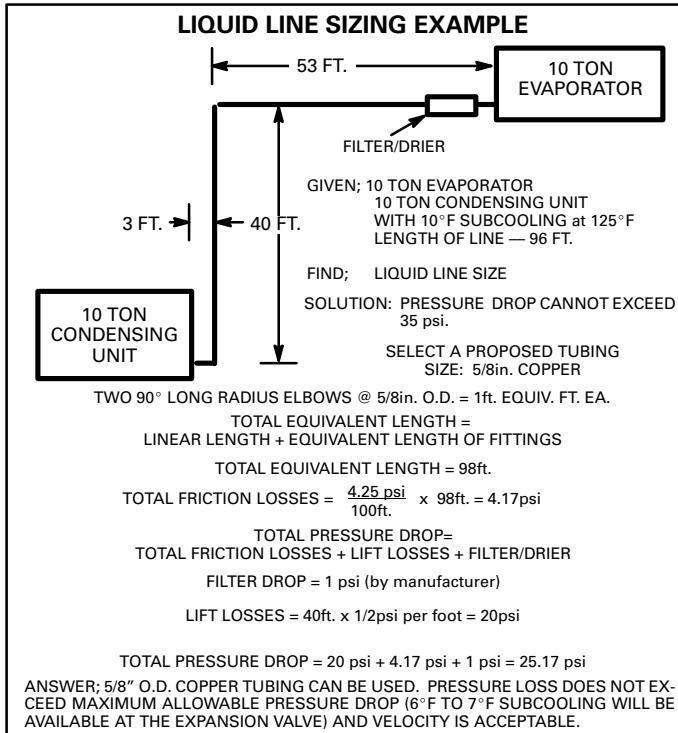 LIQUID LINE SIZING EXAMPLE
53 FT.
10 TON
EVAPORATOR
FILTER/DRIER
GIVEN; 10 TON EVAPORATOR
10 TON CONDENSING UNIT
WITH 10°F SUBCOOLING at 125°F
LENGTH OF LINE — 96 FT.
3 FT.
40 FT.
FIND; LIQUID LINE SIZE
10 TON
CONDENSING
UNIT
SOLUTION: PRESSURE DROP CANNOT EXCEED
35 psi.
SELECT A PROPOSED TUBING
SIZE: 5/8in. COPPER
TWO 90° LONG RADIUS ELBOWS @ 5/8in. O.D. = 1ft. EQUIV. FT. EA.
TOTAL EQUIVALENT LENGTH =
LINEAR LENGTH + EQUIVALENT LENGTH OF FITTINGS
TOTAL EQUIVALENT LENGTH = 98ft.
TOTAL FRICTION LOSSES = 4.25 psi x 98ft. = 4.17psi
100ft.
TOTAL PRESSURE DROP=
TOTAL FRICTION LOSSES + LIFT LOSSES + FILTER/DRIER
FILTER DROP = 1 psi (by manufacturer)
LIFT LOSSES = 40ft. x 1/2psi per foot = 20psi
TOTAL PRESSURE DROP = 20 psi + 4.17 psi + 1 psi = 25.17 psi
ANSWER; 5/8″ O.D. COPPER TUBING CAN BE USED. PRESSURE LOSS DOES NOT EX-
CEED MAXIMUM ALLOWABLE PRESSURE DROP (6°F TO 7°F SUBCOOLING WILL BE
AVAILABLE AT THE EXPANSION VALVE) AND VELOCITY IS ACCEPTABLE.